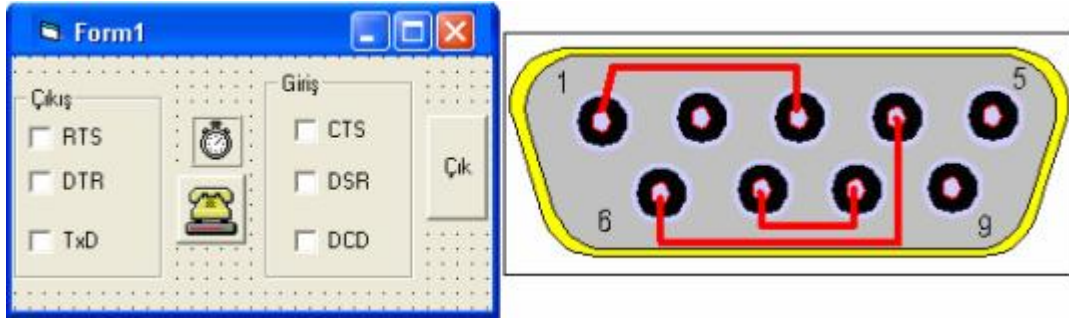 Form1
Çıkış
RTS
DTR
TxD
Giriş
CTS
DSR
DCD
Çık
1
5
6
9